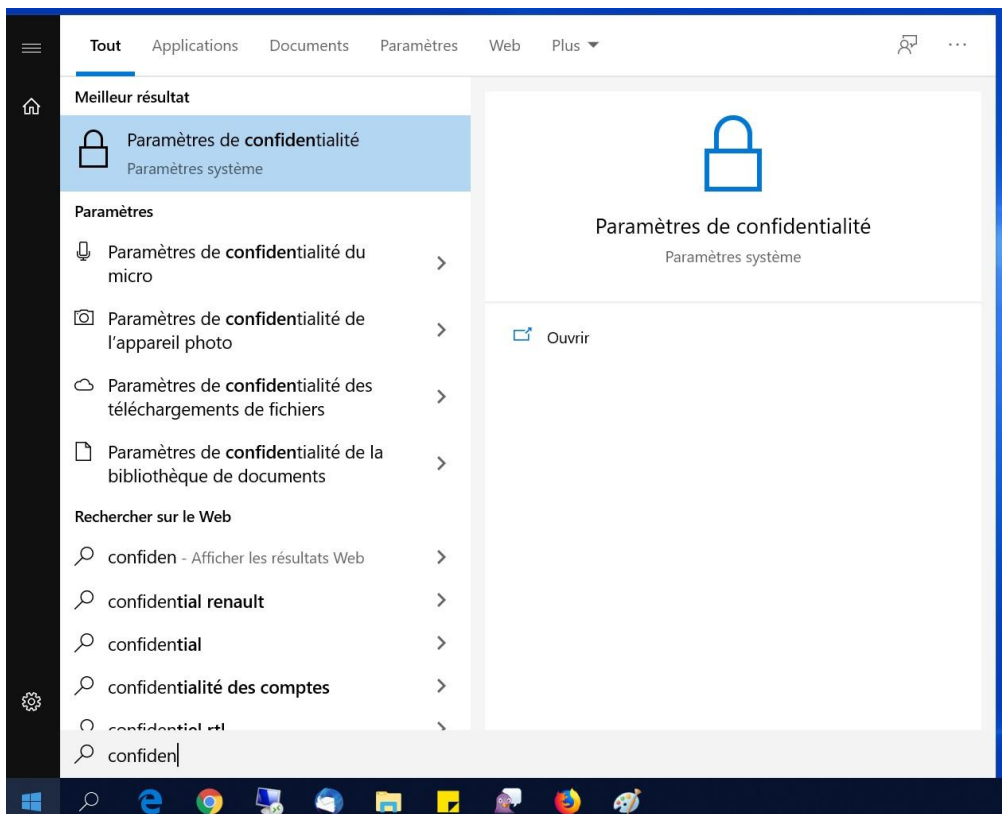 Tout Applications Documents Paramètres Web Plus
Meilleur résultat
Paramètres de confidentialité
Paramètres système
Paramètres
Paramètres de confidentialité du
micro
Paramètres de confidentialité de
l'appareil photo
Paramètres de confidentialité des
téléchargements de fichiers
Paramètres de confidentialité de la
bibliothèque de documents
Rechercher sur le Web
confiden - Afficher les résultats Web
confidential renault
confidential
confidentialité des comptes
confidentiel rtl
confiden
Paramètres de confidentialité
Paramètres système
Ouvrir